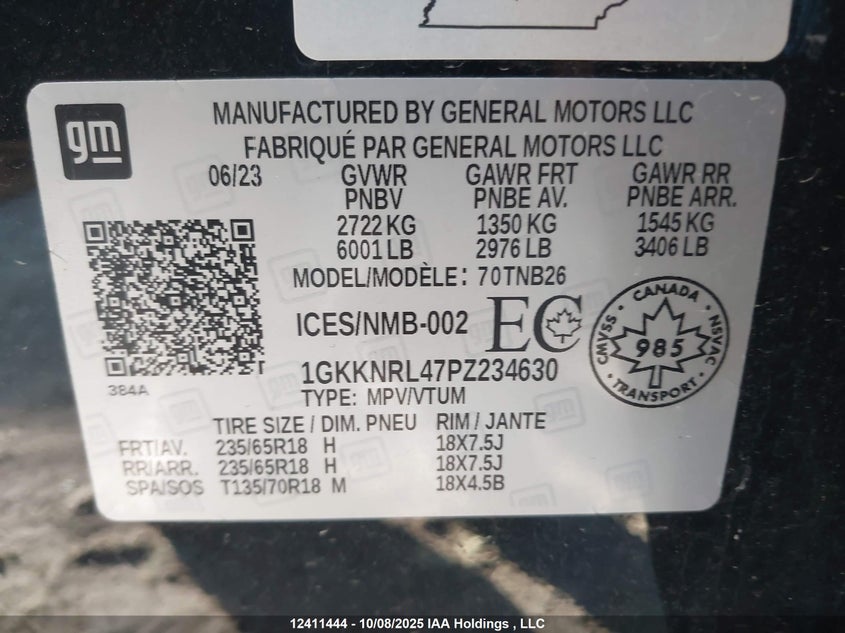 gm
MANUFACTURED BY GENERAL MOTORS LLC
FABRIQUÉ PAR GENERAL MOTORS LLC
06/23 GVWR GAWR FRT GAWR RR
PNBV PNBE AV. PNBE ARR.
2722 KG 1350 KG 1545 KG
6001 LB 2976 LB 3406 LB
MODEL/MODÈLE: 70TNB26
ICES/NMB-002 EC
CANADA
CMVSS 985 NSVAC
TRANSPORT
1GKKNRL47PZ234630
384A
TYPE: MPV/VTUM
TIRE SIZE / DIM. PNEU RIM / JANTE
FRT/AV. 235/65R18 H 18X7.5J
RR/ARR. 235/65R18 H 18X7.5J
SPA/SOS T135/70R18 M 18X4.5B
12411444 - 10/08/2025 IAA Holdings , LLC